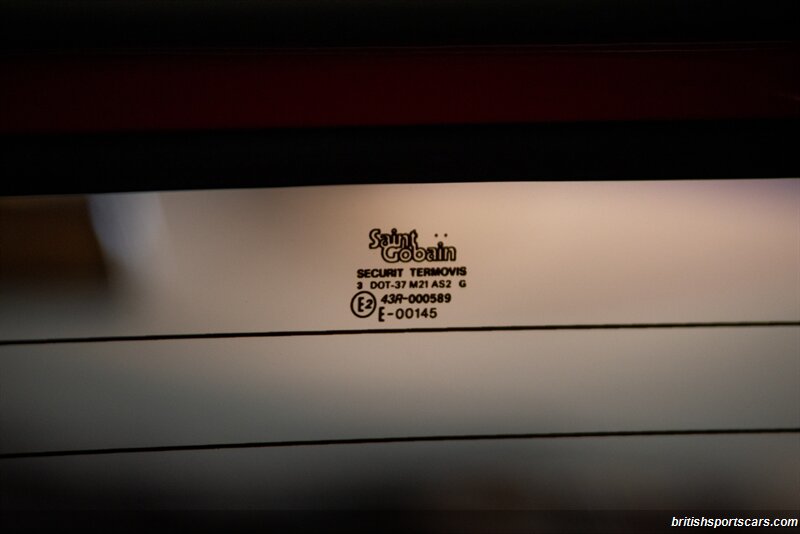 Saint
Gobain
SECURIT TERMOVIS
3 DOT-37 M21 AS2 G
E2 43R-000589
E-00145
britishsportscars.com